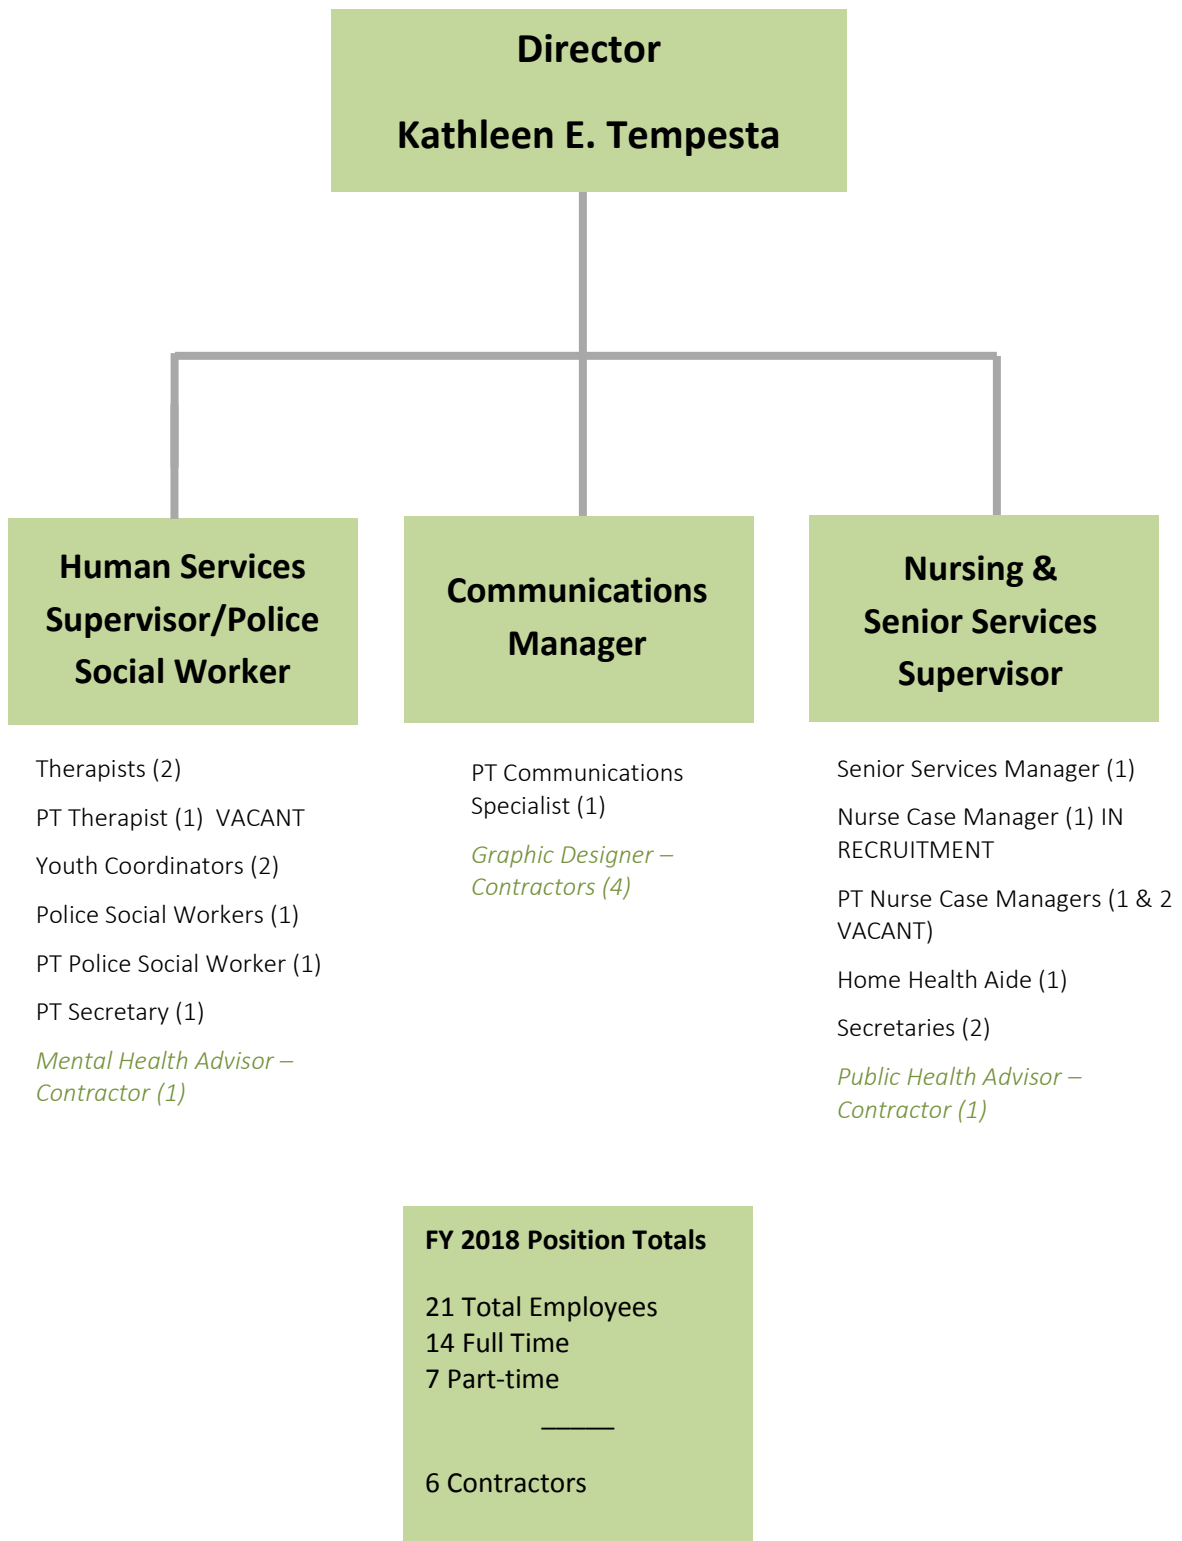 Director
Kathleen E. Tempesta
Human Services
Supervisor/Police
Social Worker
Communications
Manager
Nursing &
Senior Services
Supervisor
Therapists (2)
PT Therapist (1)  VACANT
Youth Coordinators (2)
Police Social Workers (1)
PT Police Social Worker (1)
PT Secretary (1)
Mental Health Advisor –
Contractor (1)
PT Communications
Specialist (1)
Graphic Designer –
Contractors (4)
Senior Services Manager (1)
Nurse Case Manager (1) IN
RECRUITMENT
PT Nurse Case Managers (1 & 2
VACANT)
Home Health Aide (1)
Secretaries (2)
Public Health Advisor –
Contractor (1)
FY 2018 Position Totals
21 Total Employees
14 Full Time
7 Part-time
_____
6 Contractors